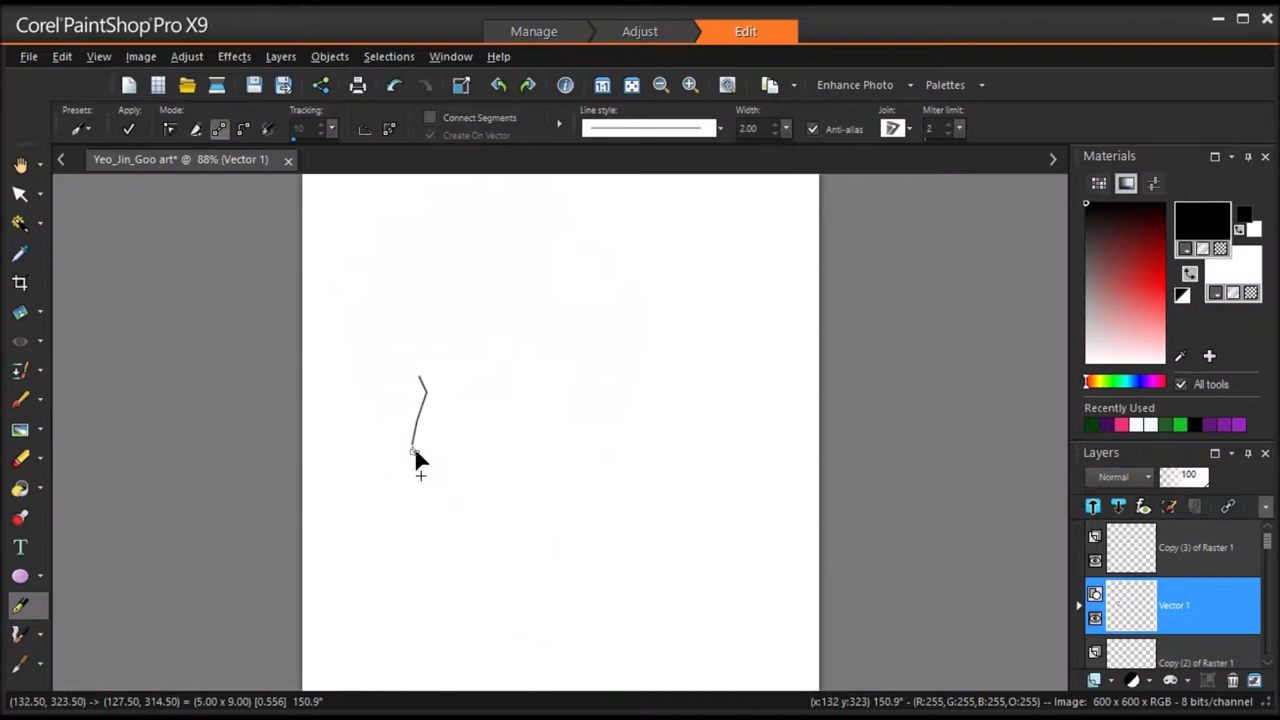 Corel PaintShop Pro X9
Manage Adjust Edit
File Edit View Image Adjust Effects Layers Objects Selections Window Help
Enhance Photo Palettes
Presets: Apply: Mode: Tracking: Connect Segments Line style: Width: Join: Miter limit:
10 Create On Vector 2.00 Anti-alias 2
Yeo_Jin_Goo art* @ 88% (Vector 1)
Materials
All tools
Recently Used
Layers
Normal 100
Copy (3) of Raster 1
Vector 1
Copy (2) of Raster 1
(132.50, 323.50) -> (127.50, 314.50) = (5.00 x 9.00) [0.556] 150.9° (x:132 y:323) 150.9° - (R:255,G:255,B:255,O:255) -- Image: 600 x 600 x RGB - 8 bits/channel